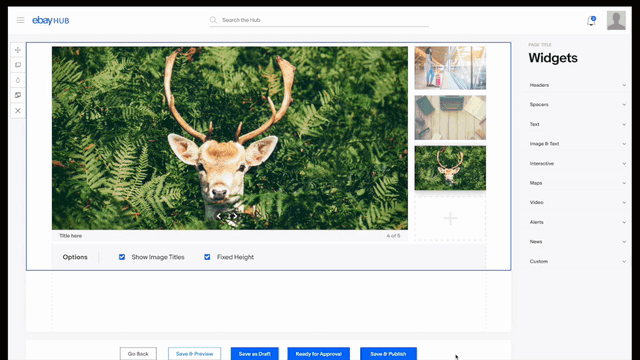 ebay HUB
Search the Hub
2
PAGE TITLE
Widgets
Headers
Spacers
Text
Image & Text
Interactive
Maps
Video
Alerts
News
Custom
Title here
4 of 5
Options
Show Image Titles
Fixed Height
Go Back
Save & Preview
Save as Draft
Ready for Approval
Save & Publish